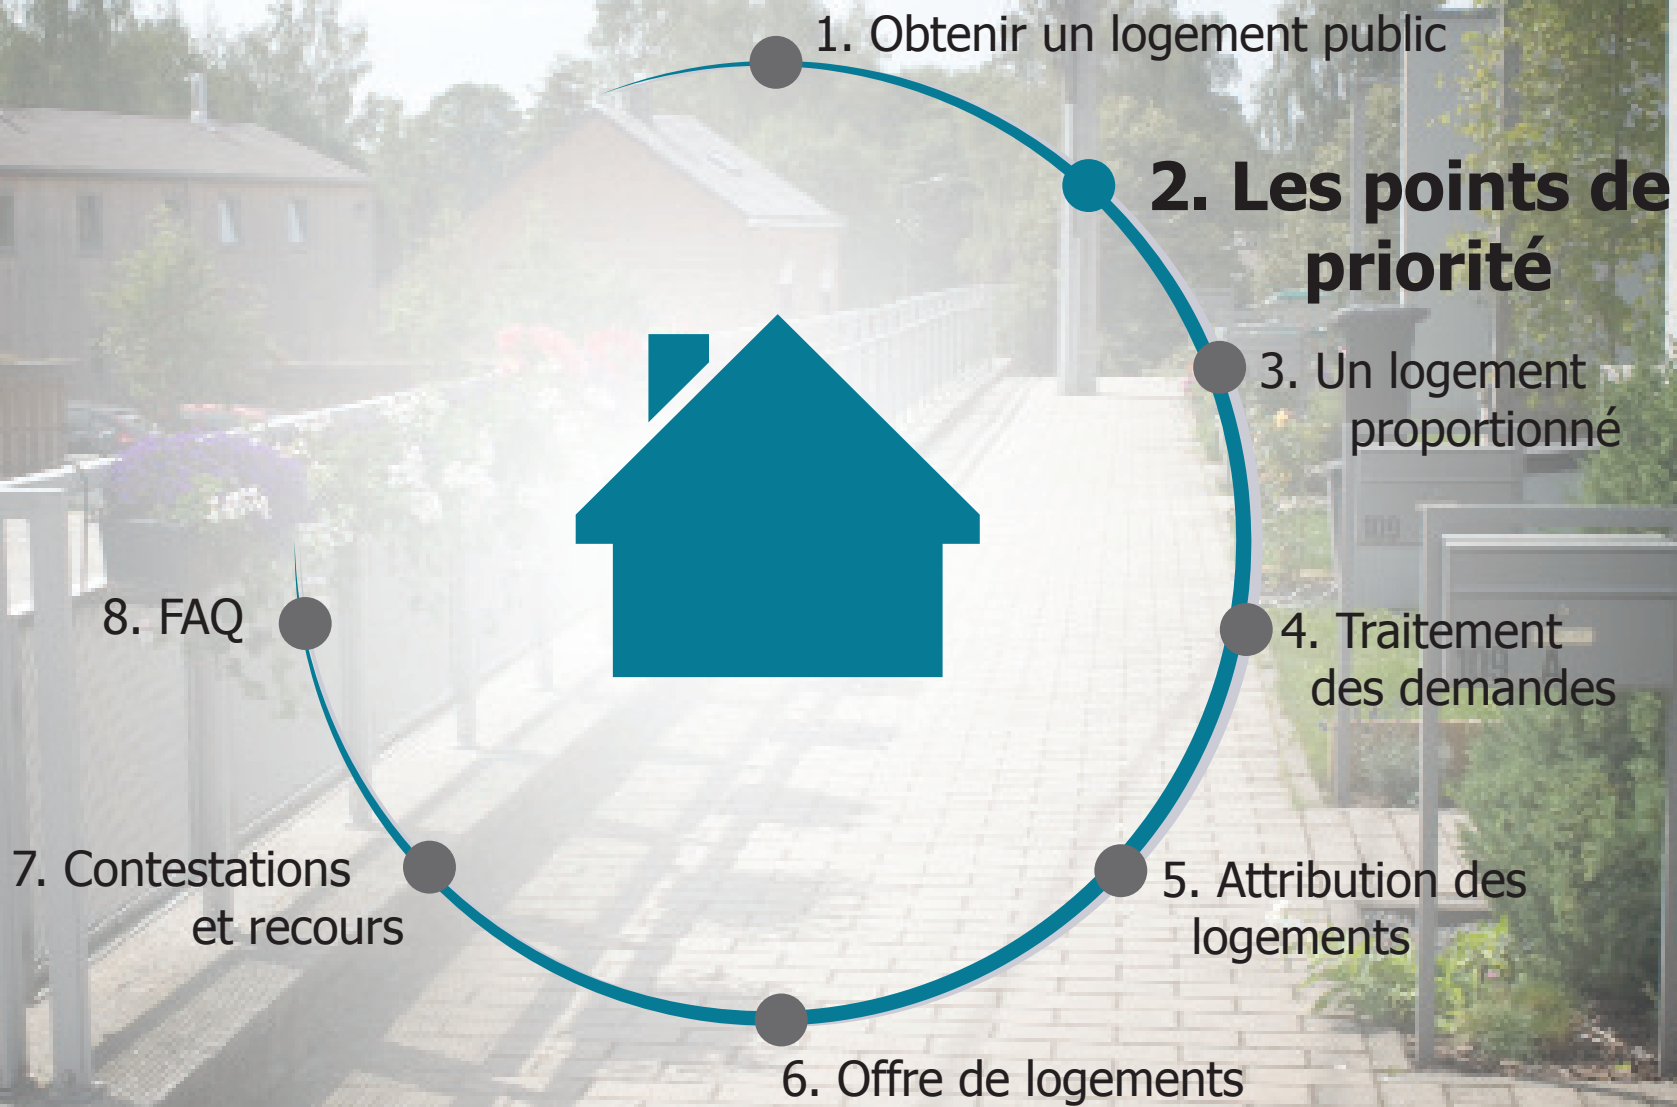 1. Obtenir un logement public
2. Les points de
priorité
3. Un logement
proportionné
4. Traitement
des demandes
5. Attribution des
logements
6. Offre de logements
7. Contestations
et recours
8. FAQ